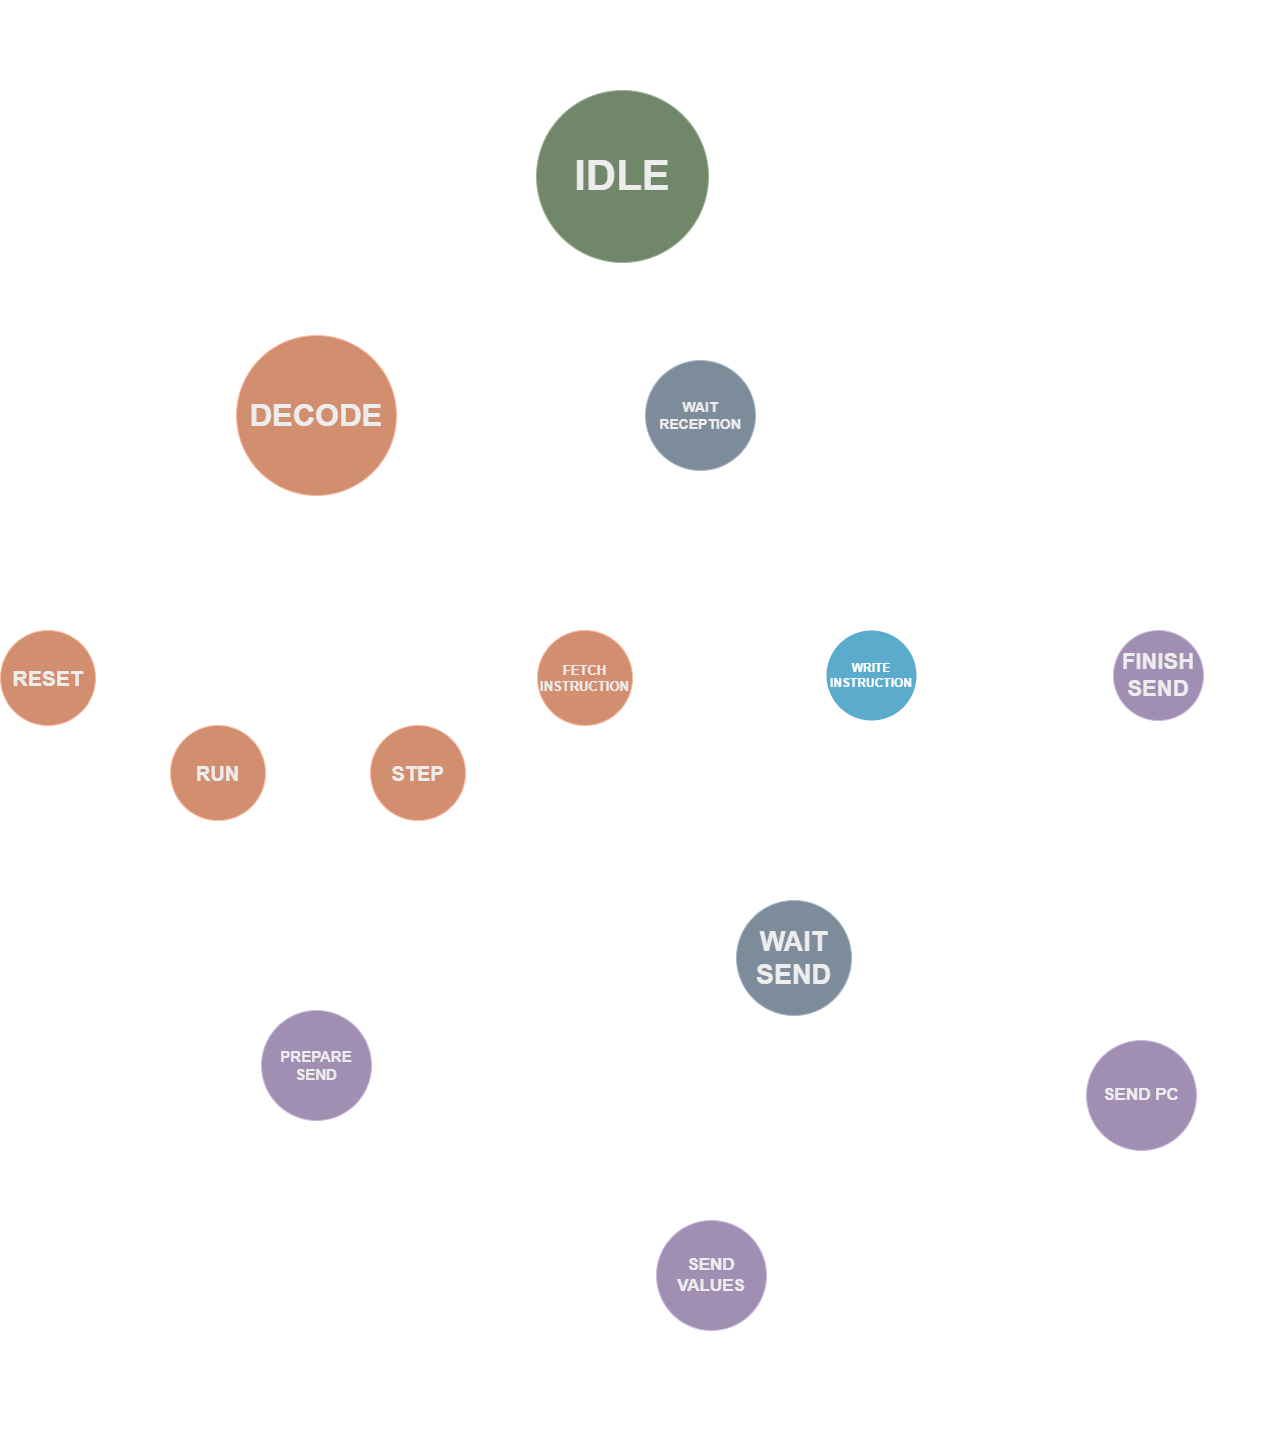 IDLE
DECODE
WAIT
RECEPTION
RESET
FETCH
INSTRUCTION
WRITE
INSTRUCTION
FINISH
SEND
RUN
STEP
WAIT
SEND
PREPARE
SEND
SEND PC
SEND
VALUES